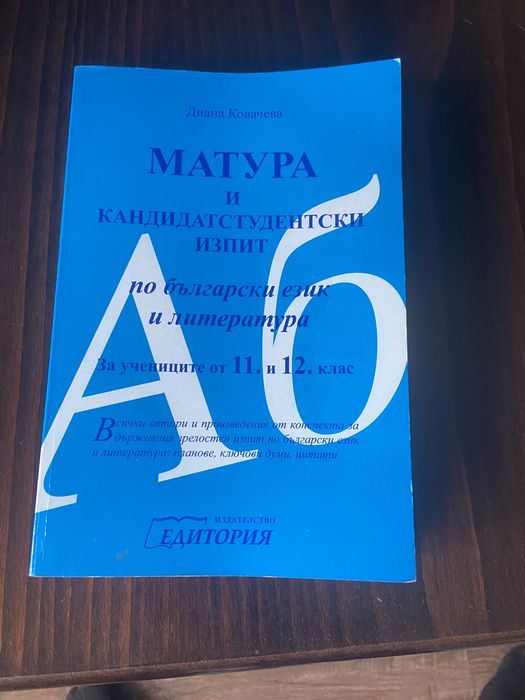 Диана Ковачева
МАТУРА
И
КАНДИДАТСТУДЕНТСКИ
ИЗПИТ
по български език
и литература
За учениците от 11. и 12. клас
Всички автори и произведения от конспекта за
държавния зрелостен изпит по български език
и литература: планове, ключови думи, цитати
Аб
ИЗДАТЕЛСТВО
ЕДИТОРИЯ